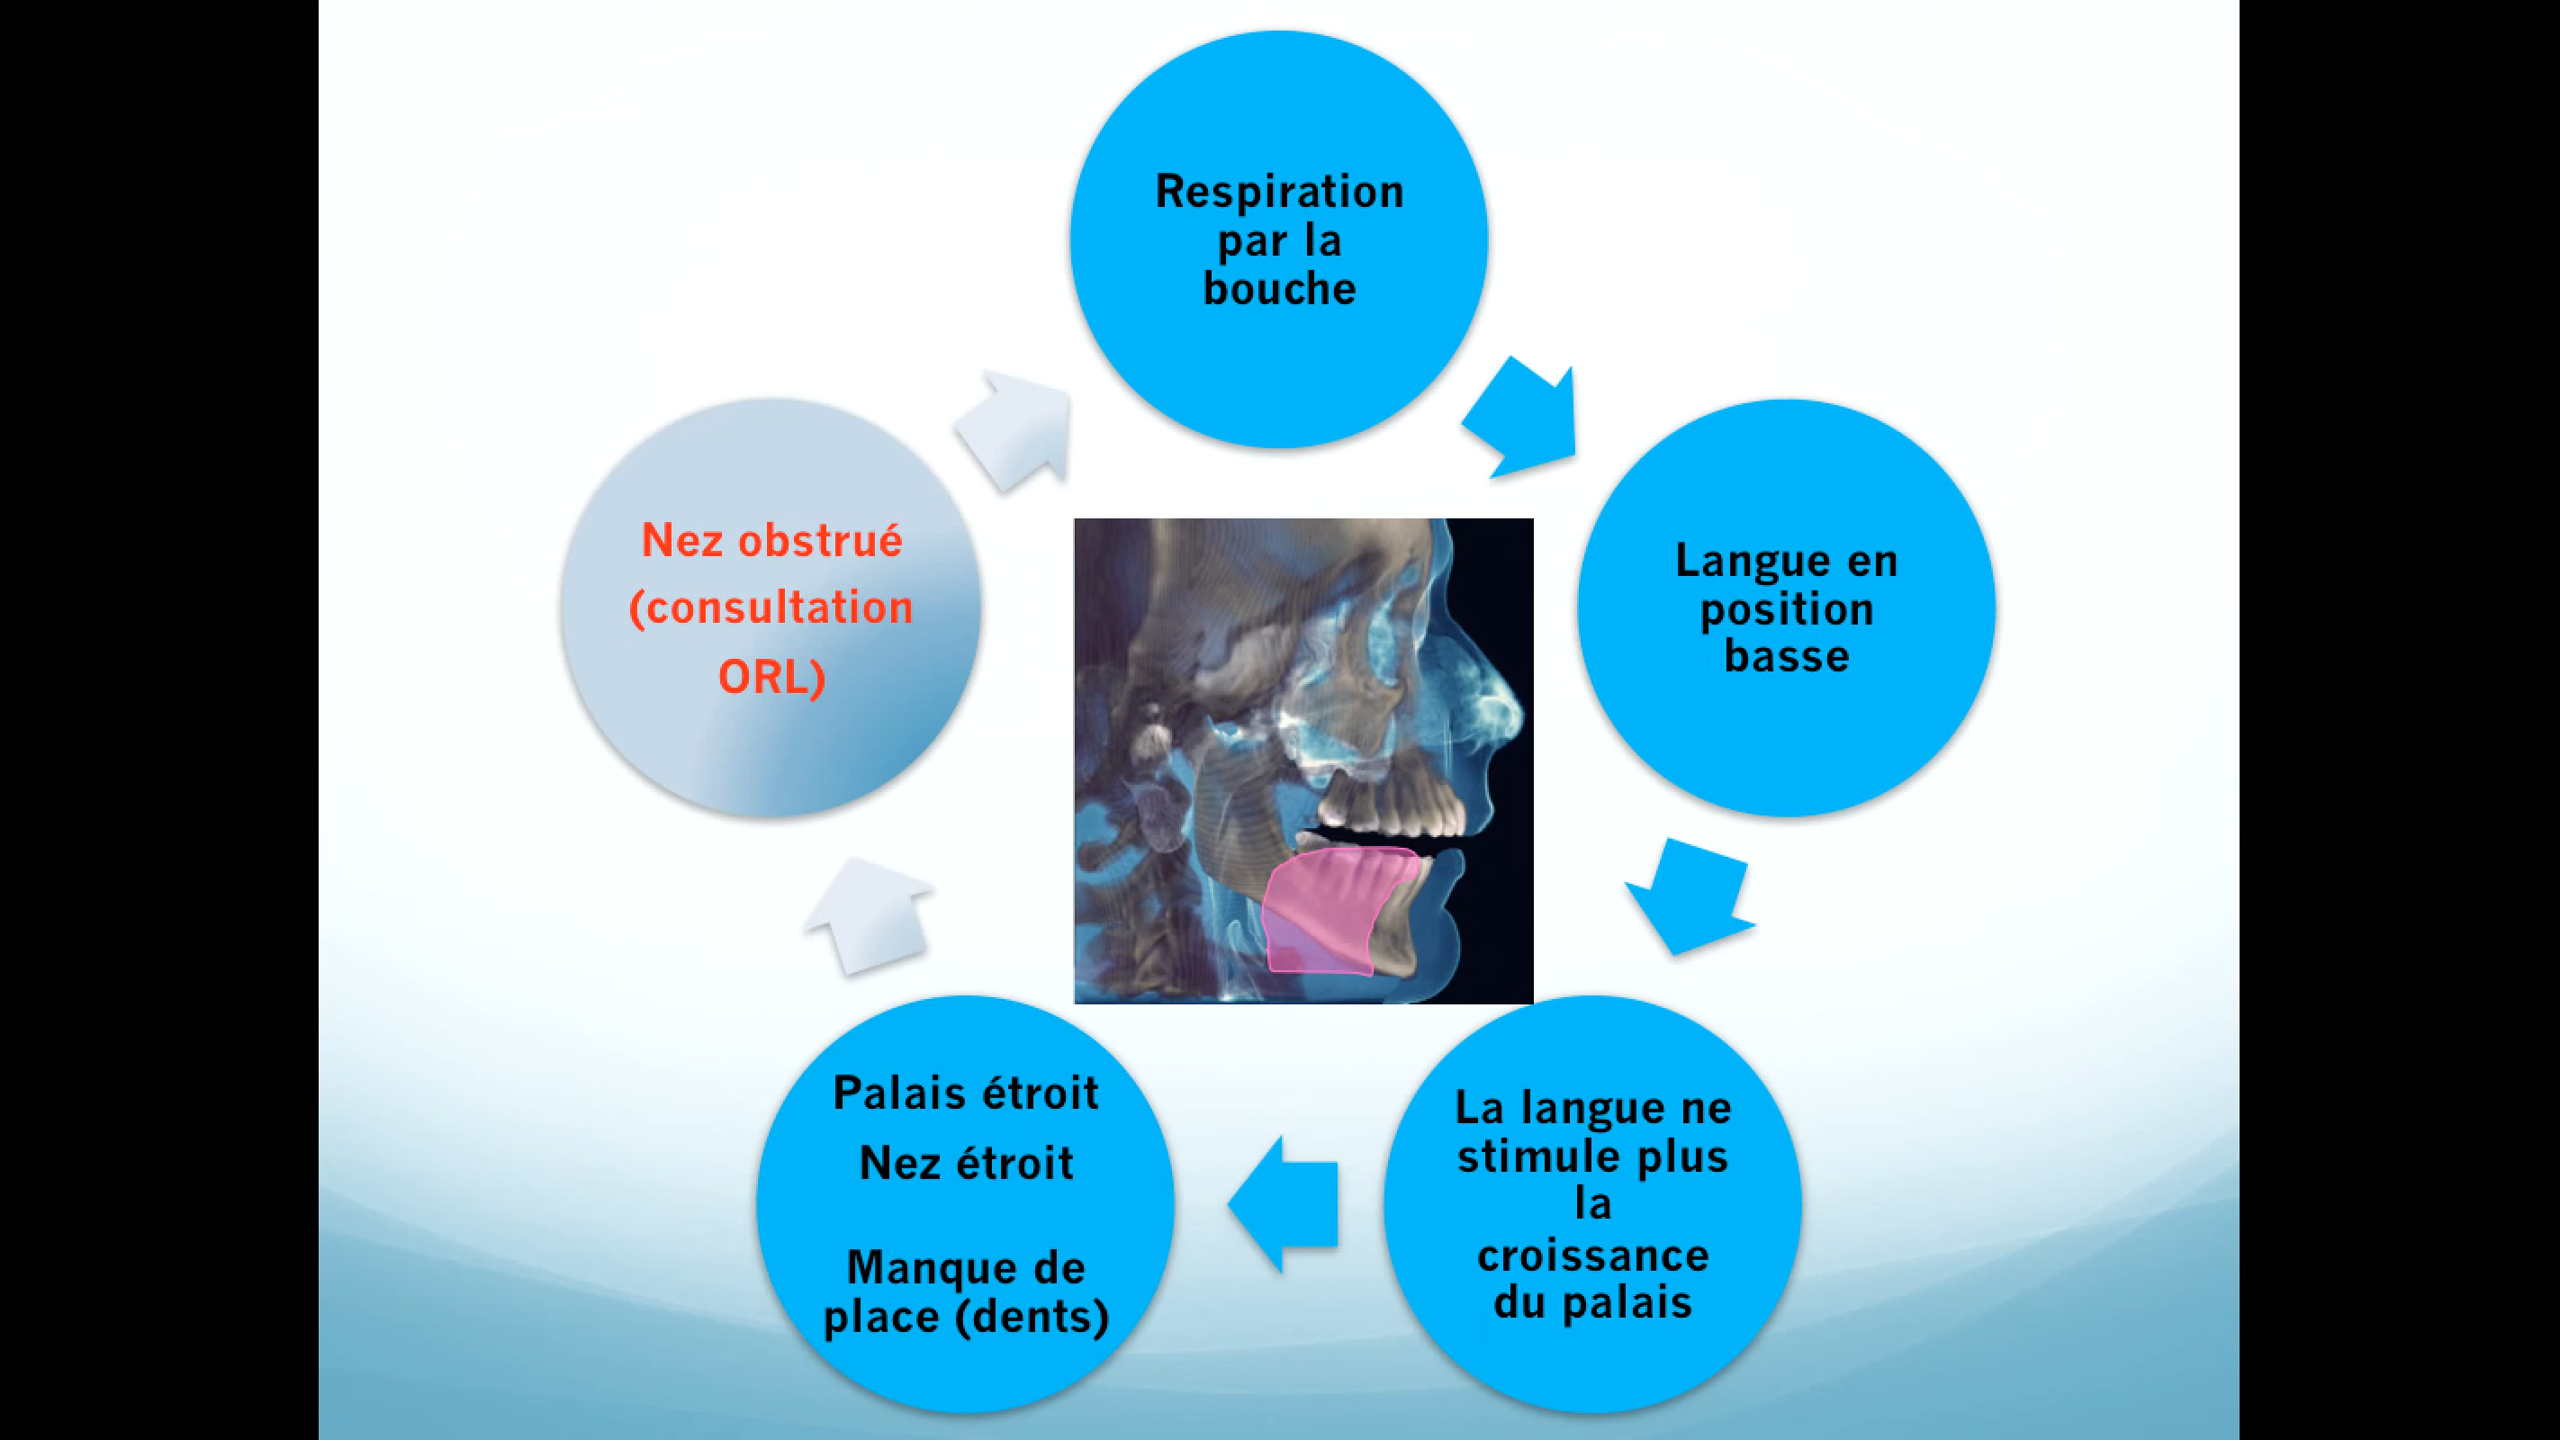 Respiration
par la
bouche
Langue en
position
basse
La langue ne
stimule plus
la
croissance
du palais
Palais étroit
Nez étroit
Manque de
place (dents)
Nez obstrué
(consultation
ORL)